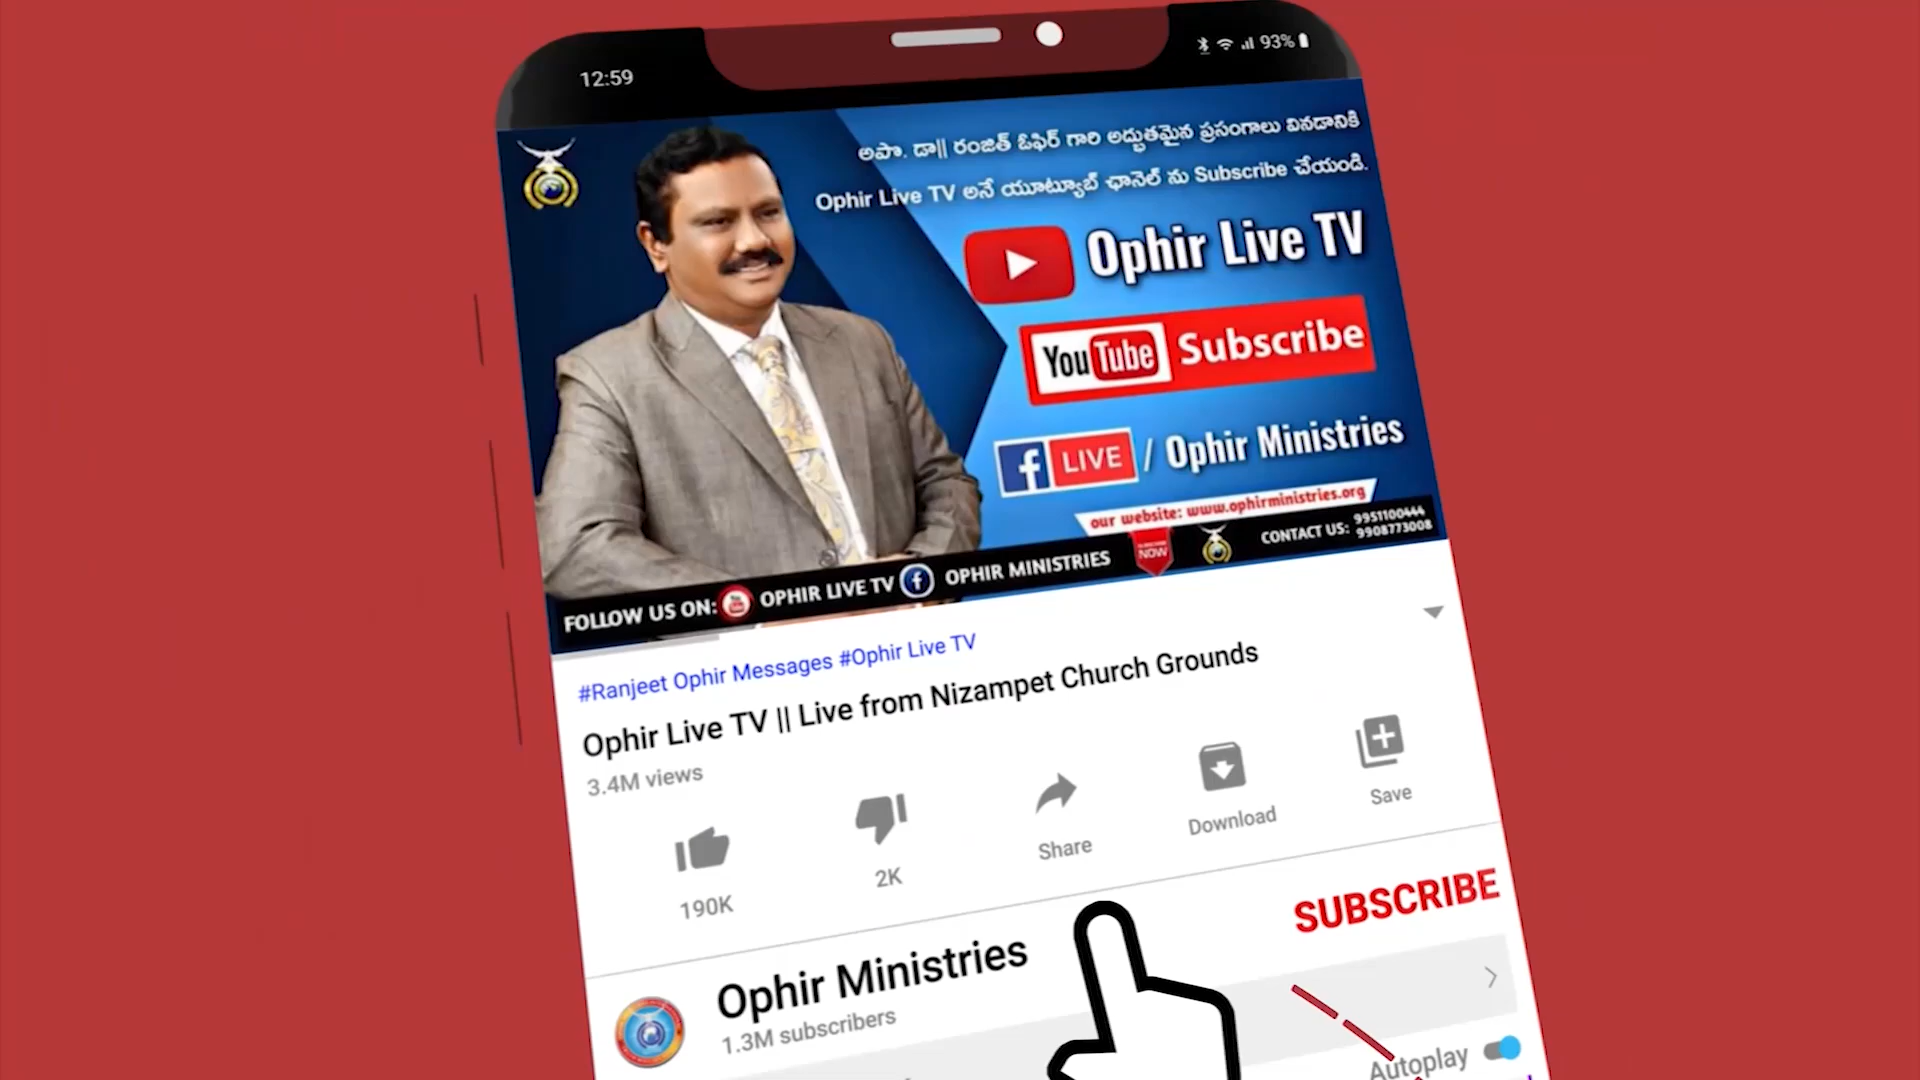 12:59
93%
అపొ. డా|| రంజిత్ ఓఫిర్ గారి అద్భుతమైన ప్రసంగాలు వినడానికి
Ophir Live TV అనే యూట్యూబ్ ఛానెల్ ను Subscribe చేయండి.
Ophir Live TV
YouTube Subscribe
f LIVE / Ophir Ministries
our website: www.ophirministries.org
FOLLOW US ON: OPHIR LIVE TV f OPHIR MINISTRIES
NOW
CONTACT US: 9951100444
9908773008
#Ranjeet Ophir Messages #Ophir Live TV
Ophir Live TV || Live from Nizampet Church Grounds
3.4M views
190K
2K
Share
Download
Save
Ophir Ministries
SUBSCRIBE
1.3M subscribers
Autoplay